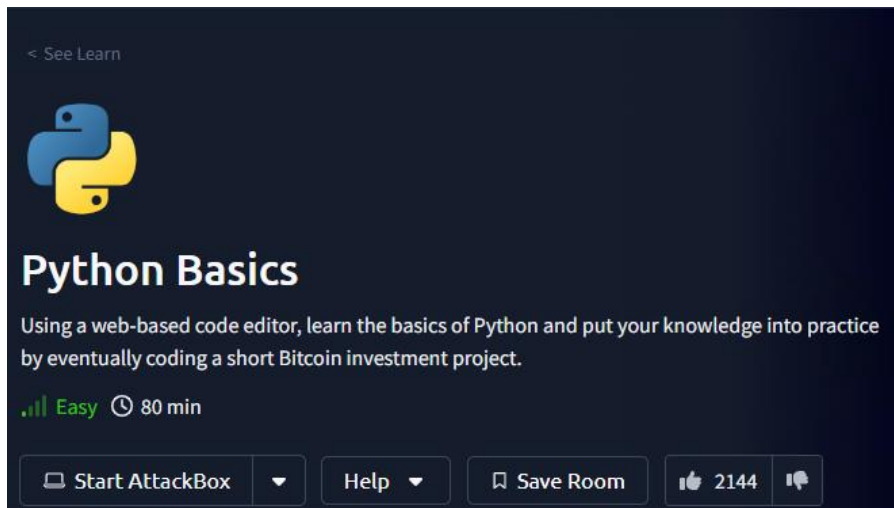 < See Learn
Python Basics
Using a web-based code editor, learn the basics of Python and put your knowledge into practice
by eventually coding a short Bitcoin investment project.
Easy 80 min
Start AttackBox Help Save Room 2144